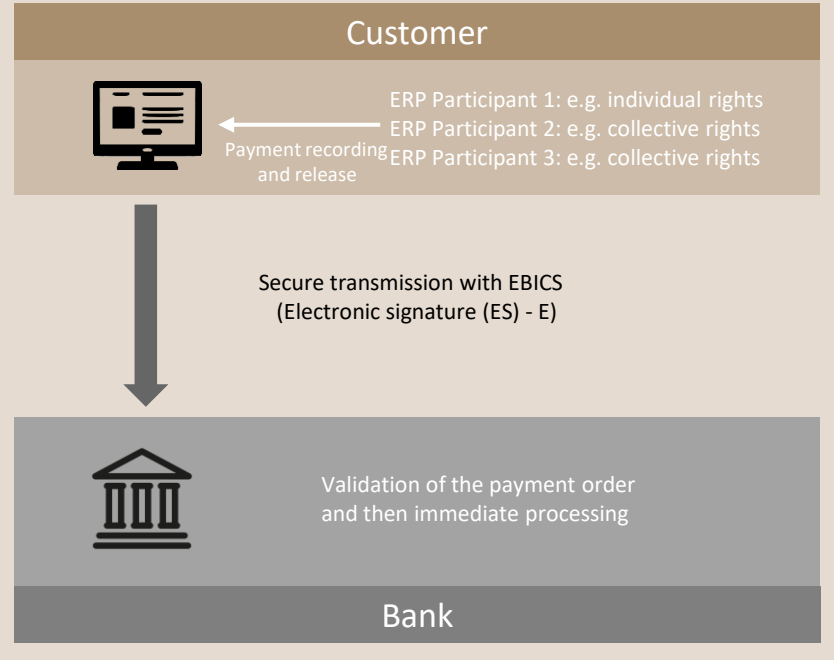 Customer
ERP Participant 1: e.g. individual rights
ERP Participant 2: e.g. collective rights
ERP Participant 3: e.g. collective rights
Payment recording
and release
Secure transmission with EBICS
(Electronic signature (ES) - E)
Validation of the payment order
and then immediate processing
Bank